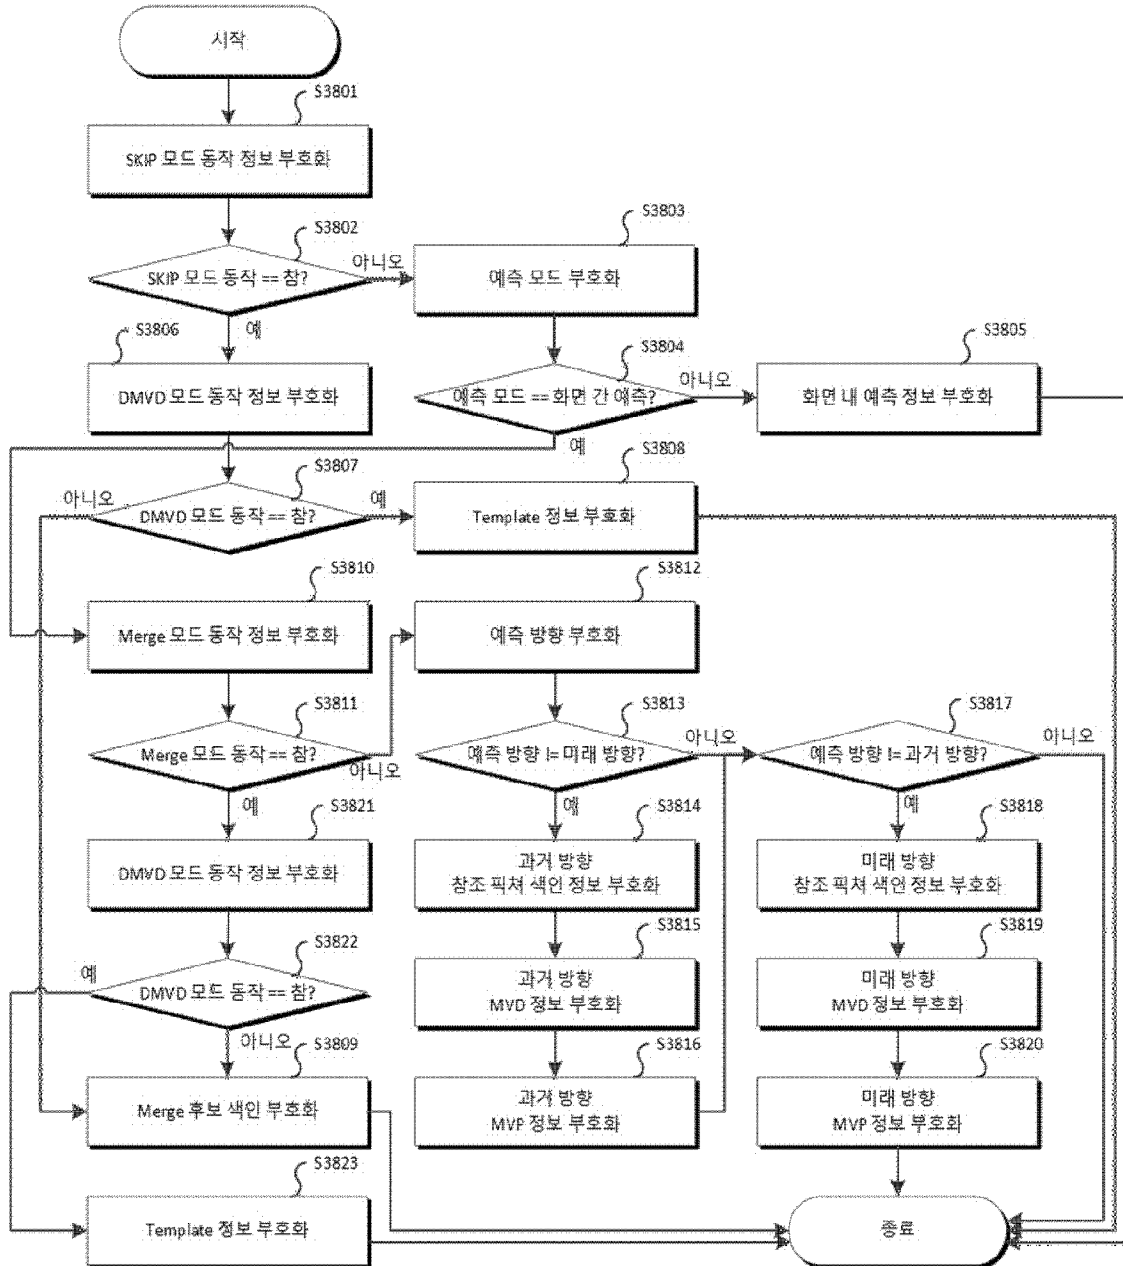 시작
S3801
SKIP 모드 동작 정보 부호화
S3802
SKIP 모드 동작 == 참?
아니오
예
S3803
예측 모드 부호화
S3804
예측 모드 == 화면 간 예측?
아니오
예
S3805
화면 내 예측 정보 부호화
S3806
DMVD 모드 동작 정보 부호화
S3807
아니오
DMVD 모드 동작 == 참?
예
S3808
Template 정보 부호화
S3810
Merge 모드 동작 정보 부호화
S3811
Merge 모드 동작 == 참?
아니오
예
S3812
예측 방향 부호화
S3813
예측 방향 != 미래 방향?
아니오
예
S3814
과거 방향
참조 픽쳐 색인 정보 부호화
S3815
과거 방향
MVD 정보 부호화
S3816
과거 방향
MVP 정보 부호화
S3817
예측 방향 != 과거 방향?
아니오
예
S3818
미래 방향
참조 픽쳐 색인 정보 부호화
S3819
미래 방향
MVD 정보 부호화
S3820
미래 방향
MVP 정보 부호화
S3821
DMVD 모드 동작 정보 부호화
S3822
예
DMVD 모드 동작 == 참?
아니오
S3809
Merge 후보 색인 부호화
S3823
Template 정보 부호화
종료